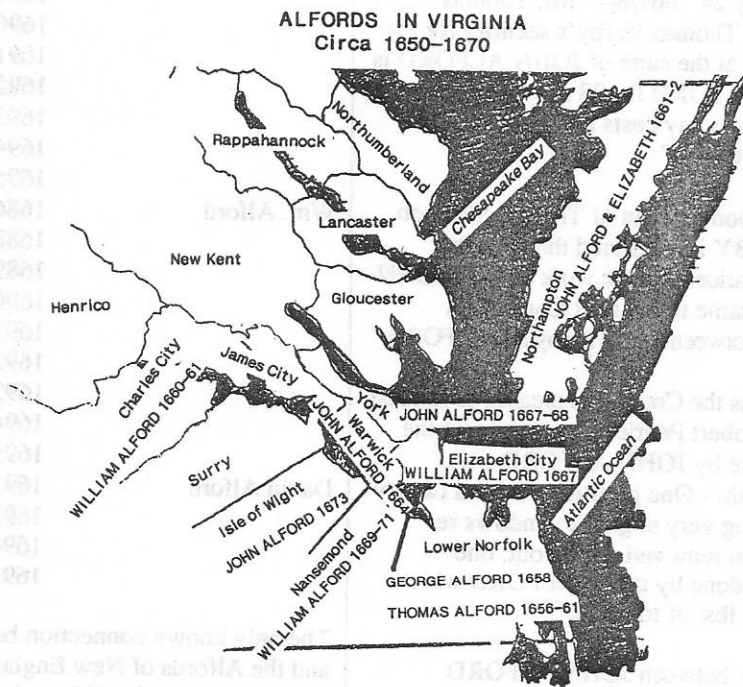 ALFORDS IN VIRGINIA
Circa 1650–1670
Northumberland
Rappahannock
Lancaster
Chesapeake Bay
JOHN ALFORD & ELIZABETH 1661-2
Northampton
New Kent
Henrico
Gloucester
Charles City
WILLIAM ALFORD 1660-61
James City
York
JOHN ALFORD 1667-68
Warwick
JOHN ALFORD 1664
Elizabeth City
WILLIAM ALFORD 1667
Atlantic Ocean
Surry
Isle of Wight
JOHN ALFORD 1673
Nansemond
WILLIAM ALFORD 1669-71
Lower Norfolk
GEORGE ALFORD 1658
THOMAS ALFORD 1656-61